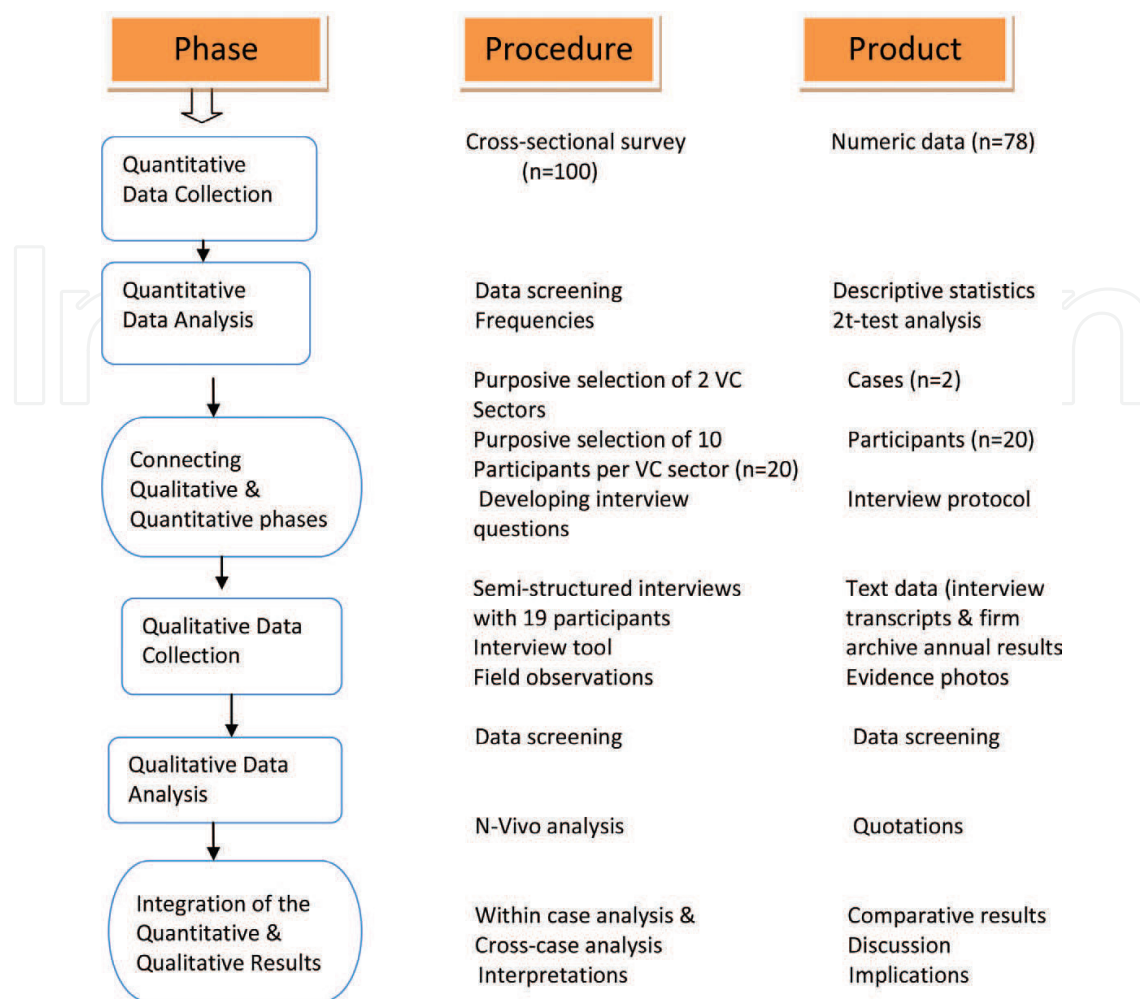 Phase
Procedure
Product
Quantitative
Data Collection
Cross-sectional survey
(n=100)
Numeric data (n=78)
Quantitative
Data Analysis
Data screening
Frequencies
Descriptive statistics
2t-test analysis
Connecting
Qualitative &
Quantitative phases
Purposive selection of 2 VC
Sectors
Purposive selection of 10
Participants per VC sector (n=20)
Developing interview
questions
Cases (n=2)
Participants (n=20)
Interview protocol
Qualitative Data
Collection
Semi-structured interviews
with 19 participants
Interview tool
Field observations
Text data (interview
transcripts & firm
archive annual results
Evidence photos
Qualitative Data
Analysis
Data screening
N-Vivo analysis
Data screening
Quotations
Integration of the
Quantitative &
Qualitative Results
Within case analysis &
Cross-case analysis
Interpretations
Comparative results
Discussion
Implications